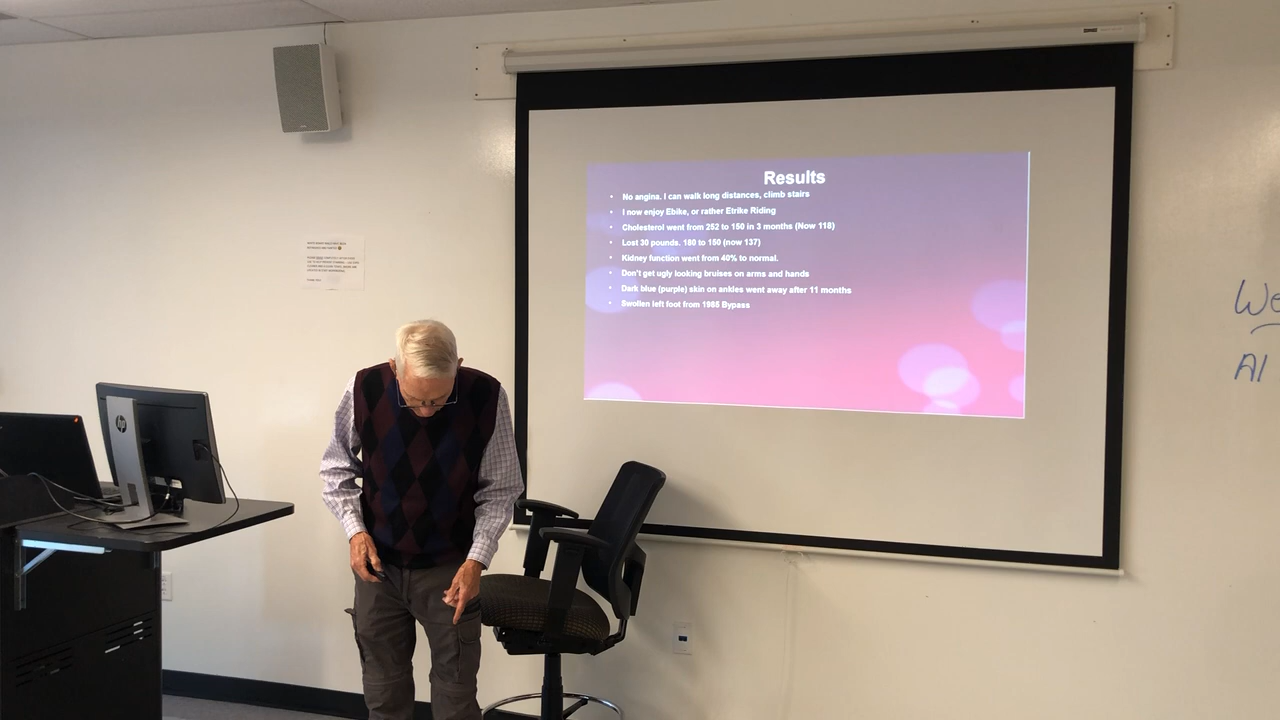 Results
No angina. I can walk long distances, climb stairs
I now enjoy Ebike, or rather Etrike Riding
Cholesterol went from 252 to 150 in 3 months (Now 118)
Lost 30 pounds. 180 to 150 (now 137)
Kidney function went from 40% to normal.
Don't get ugly looking bruises on arms and hands
Dark blue (purple) skin on ankles went away after 11 months
Swollen left foot from 1985 Bypass
We
AI
hp